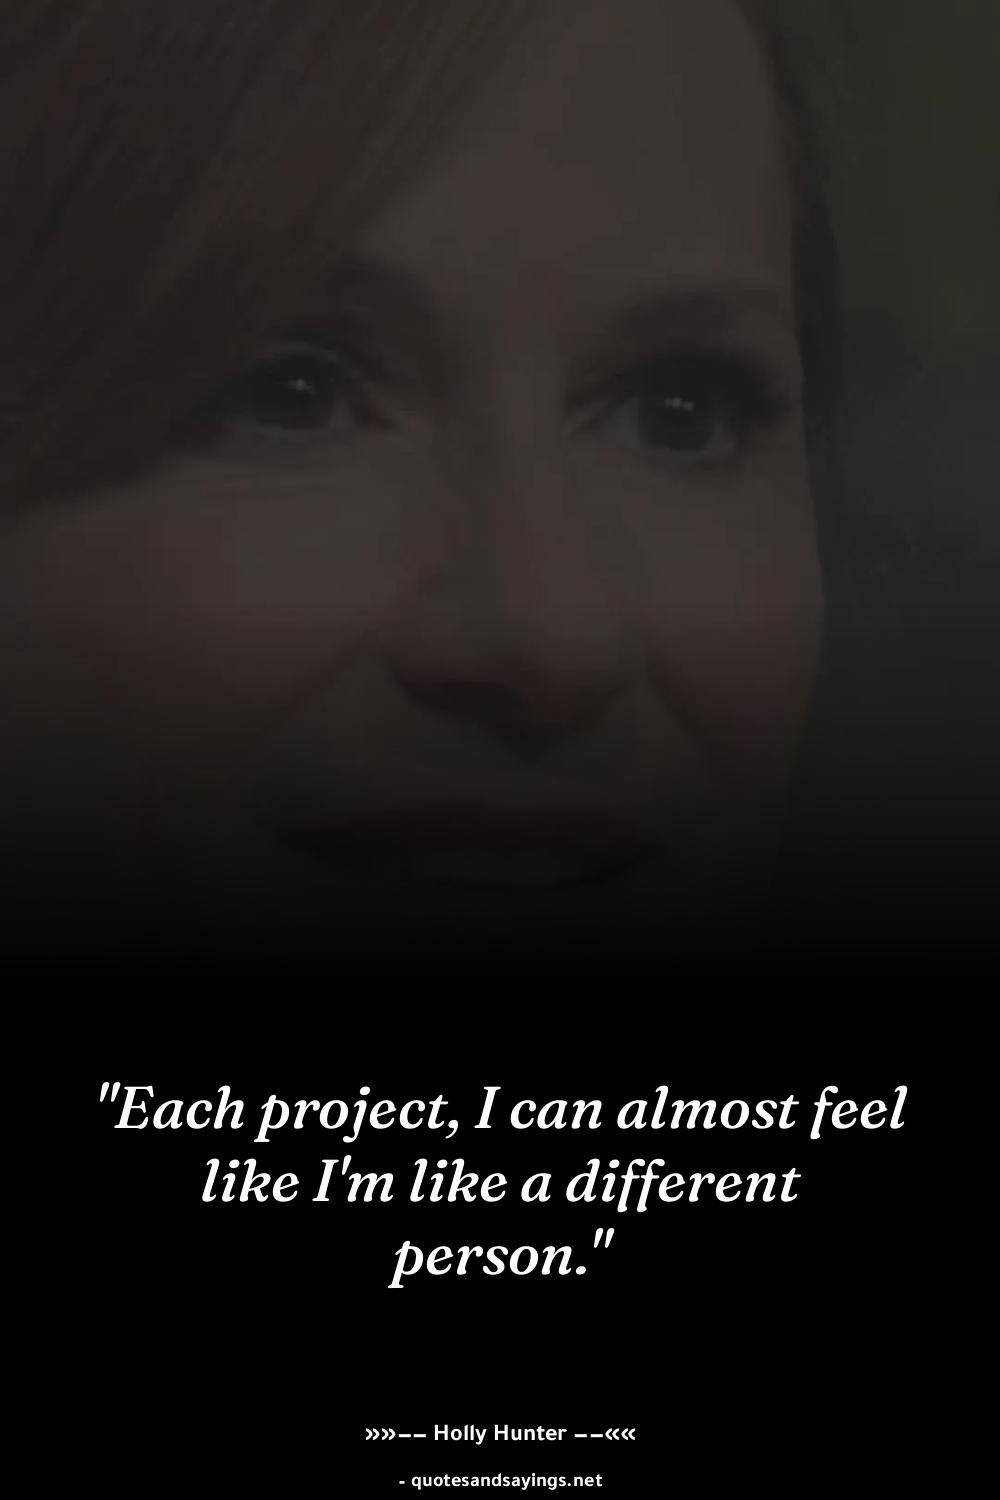 "Each project, I can almost feel
like I'm like a different
person."
»»−− Holly Hunter −−««
- quotesandsayings.net